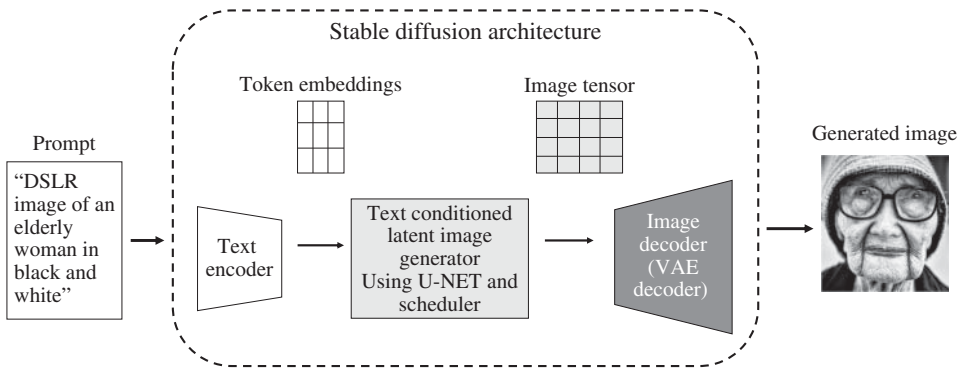 Stable diffusion architecture
Token embeddings
Image tensor
Prompt
Generated image
“DSLR
image of an
elderly
woman in
black and
white”
Text
encoder
Text conditioned
latent image
generator
Using U-NET and
scheduler
Image
decoder
(VAE
decoder)